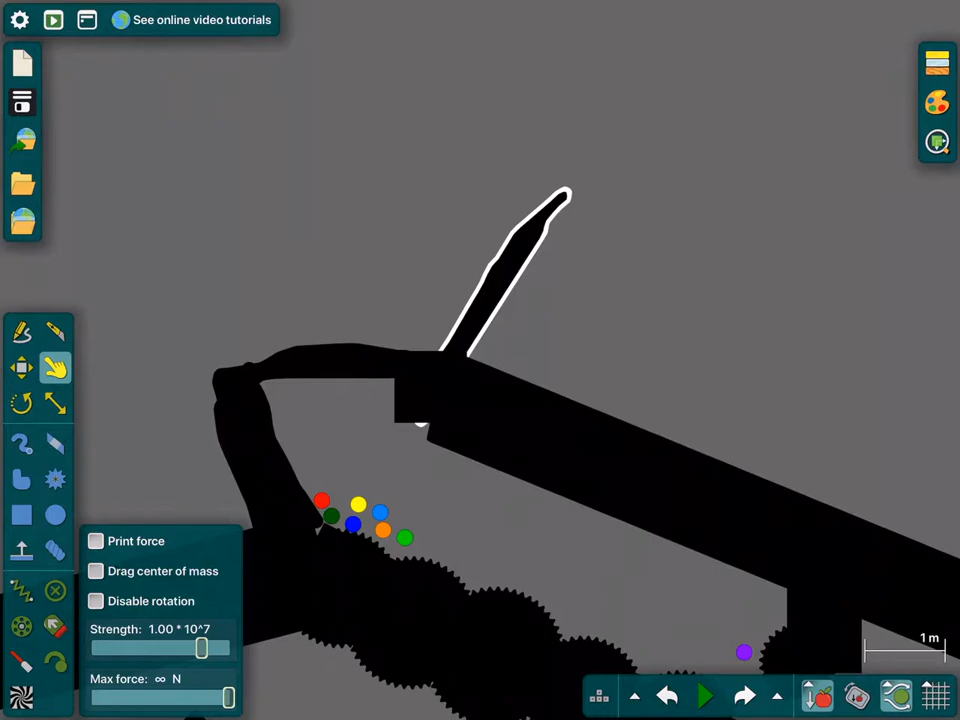 See online video tutorials
Print force
Drag center of mass
Disable rotation
Strength: 1.00 * 10^7
Max force: ∞ N
1 m